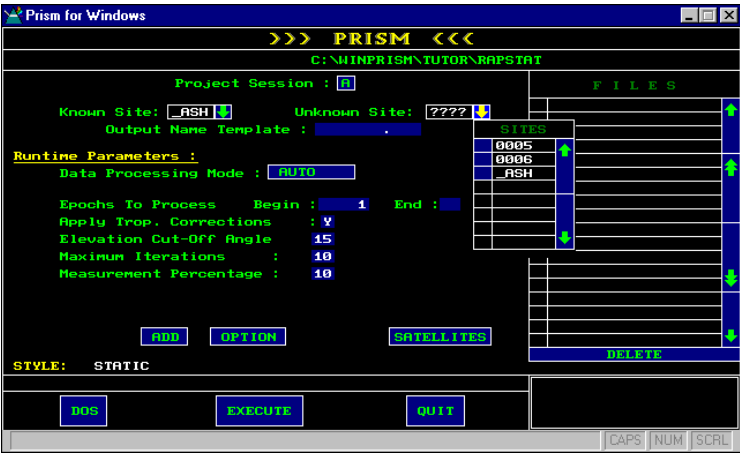 Prism for Windows
>>> PRISM <<<
C:\WINPRISM\TUTOR\RAPSTAT
Project Session : A
FILES
Known Site: _ASH Unknown Site: ????
Output Name Template : .
SITES
0005
0006
_ASH
Runtime Parameters :
Data Processing Mode : AUTO
Epochs To Process Begin : 1 End :
Apply Trop. Corrections : Y
Elevation Cut-Off Angle 15
Maximum Iterations : 10
Measurement Percentage : 10
ADD OPTION SATELLITES
DELETE
STYLE: STATIC
DOS EXECUTE QUIT
CAPS NUM SCRL